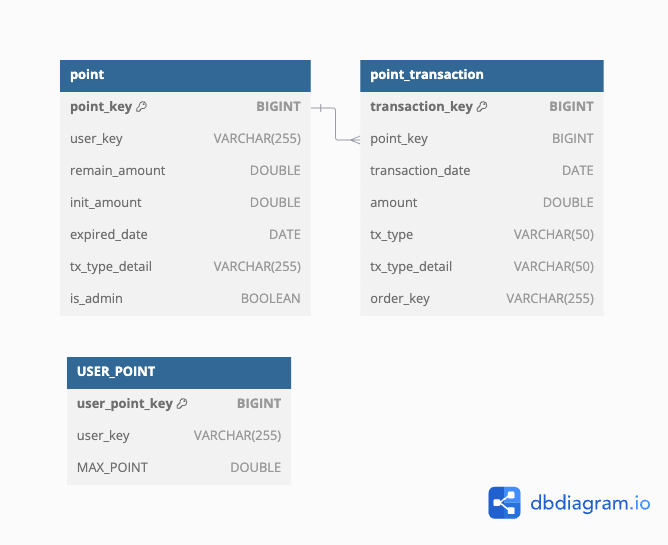 point
point_key BIGINT
user_key VARCHAR(255)
remain_amount DOUBLE
init_amount DOUBLE
expired_date DATE
tx_type_detail VARCHAR(255)
is_admin BOOLEAN
point_transaction
transaction_key BIGINT
point_key BIGINT
transaction_date DATE
amount DOUBLE
tx_type VARCHAR(50)
tx_type_detail VARCHAR(50)
order_key VARCHAR(255)
USER_POINT
user_point_key BIGINT
user_key VARCHAR(255)
MAX_POINT DOUBLE
dbdiagram.io